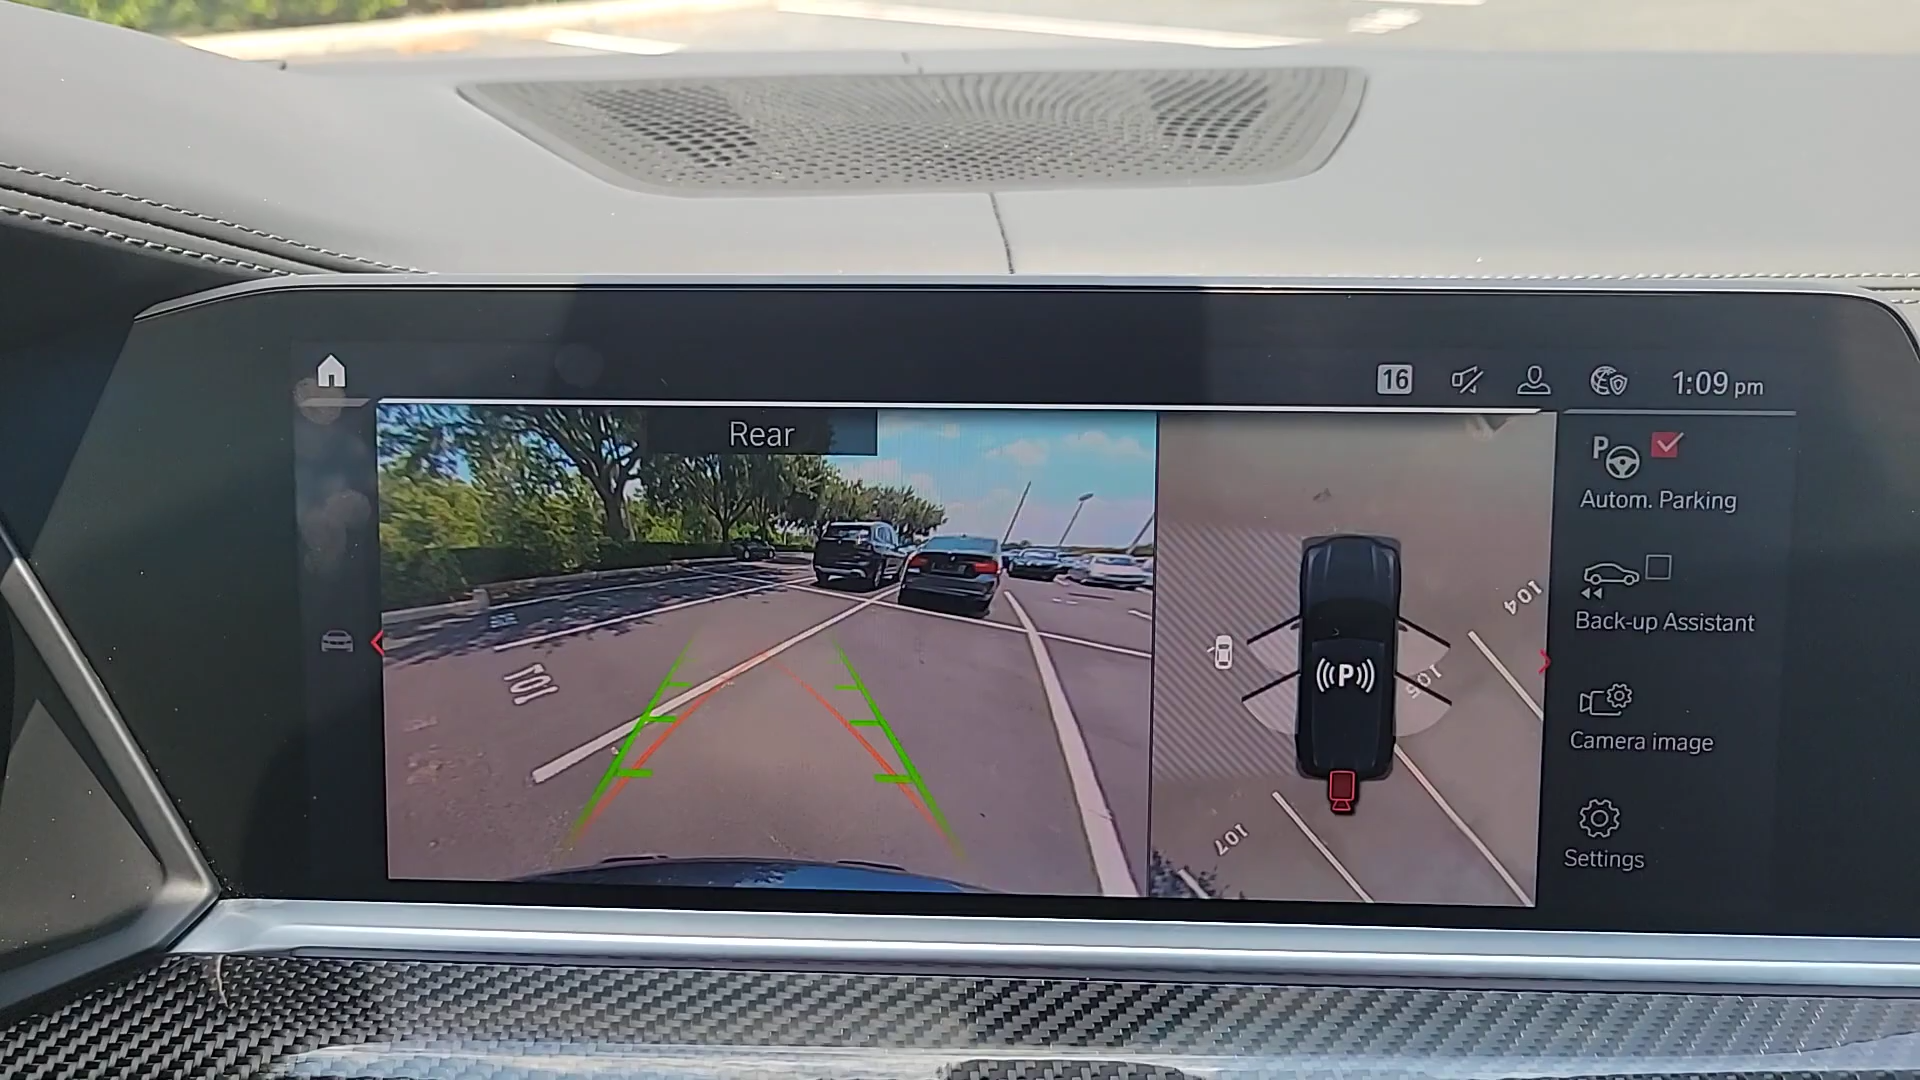 16
1:09 pm
Rear
P
Autom. Parking
Back-up Assistant
104
105
P
101
Camera image
107
Settings